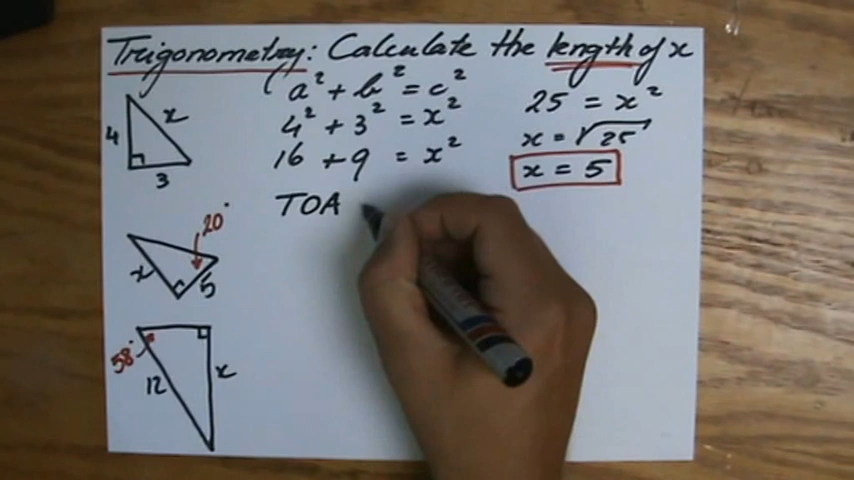 Trigonometry: Calculate the length of x
a² + b² = c²
4² + 3² = x²
16 + 9 = x²
25 = x²
x = √25
x = 5
4
x
3
TOA
20°
x
5
58°
12
x